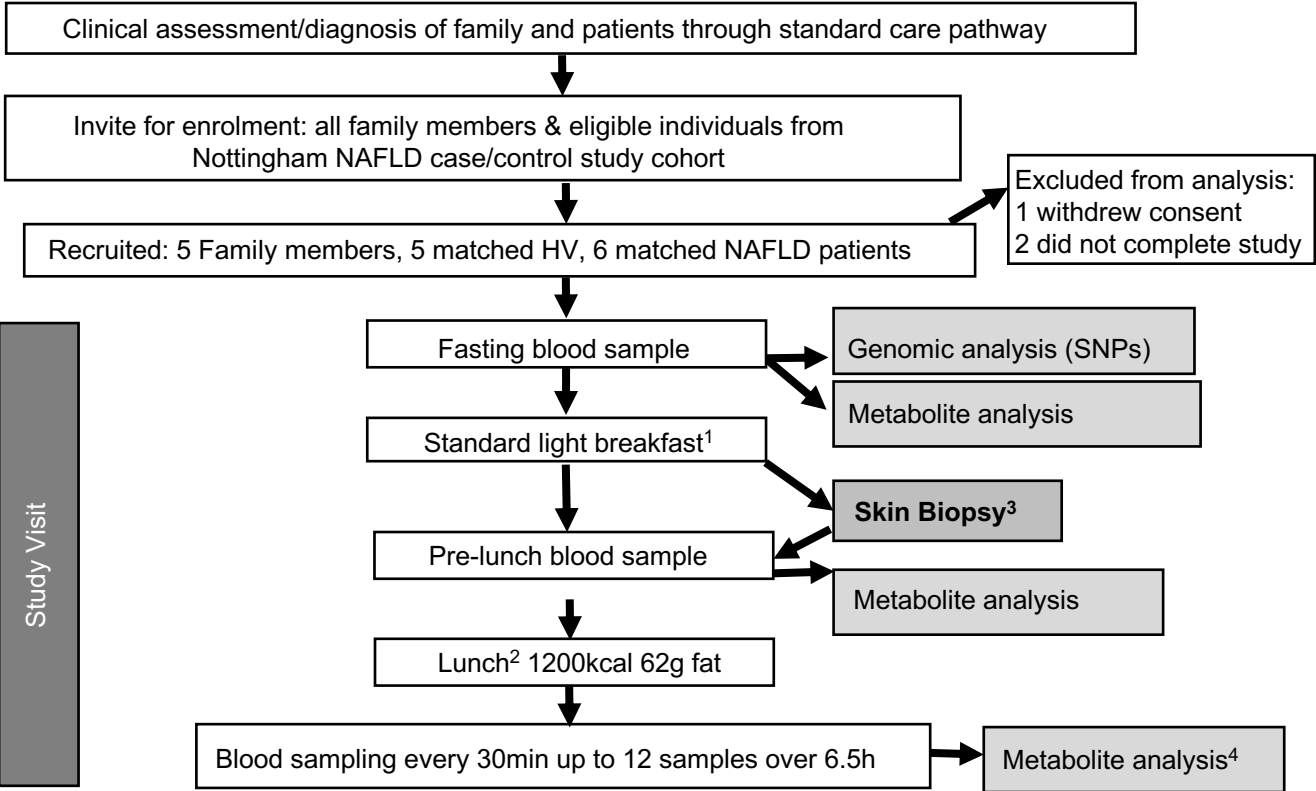 Clinical assessment/diagnosis of family and patients through standard care pathway
Invite for enrolment: all family members & eligible individuals from
Nottingham NAFLD case/control study cohort
Excluded from analysis:
1 withdrew consent
2 did not complete study
Recruited: 5 Family members, 5 matched HV, 6 matched NAFLD patients
Study Visit
Fasting blood sample
Genomic analysis (SNPs)
Metabolite analysis
Standard light breakfast¹
Skin Biopsy³
Pre-lunch blood sample
Metabolite analysis
Lunch² 1200kcal 62g fat
Blood sampling every 30min up to 12 samples over 6.5h
Metabolite analysis⁴